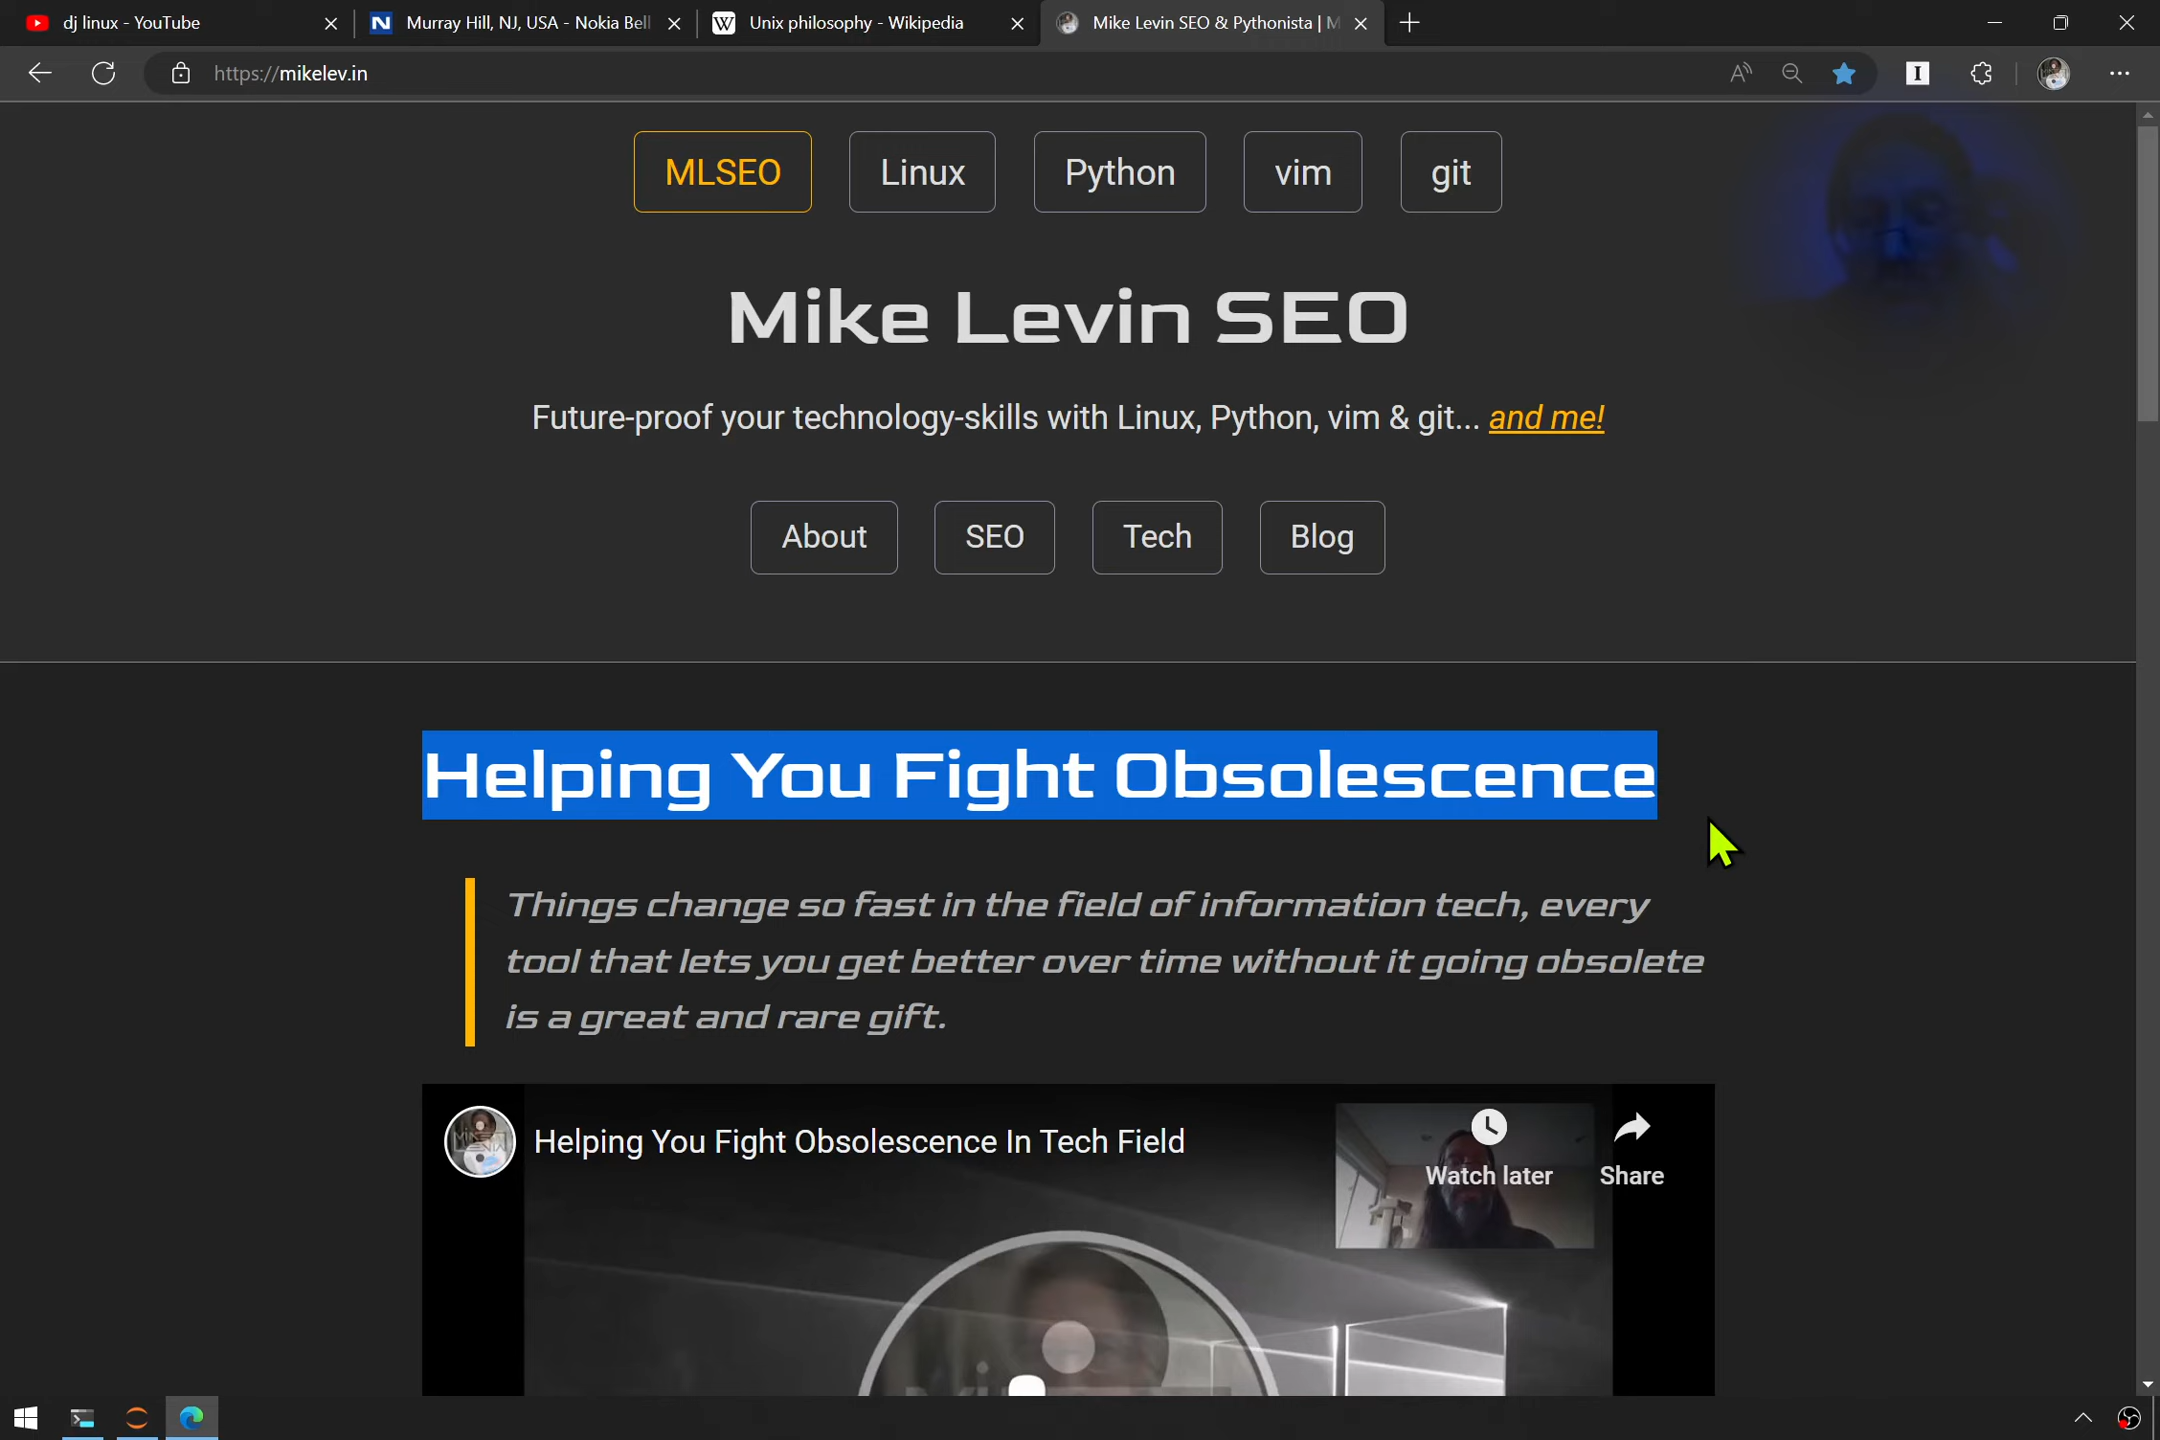 dj linux - YouTube
Murray Hill, NJ, USA - Nokia Bell
Unix philosophy - Wikipedia
Mike Levin SEO & Pythonista | M
https://mikelev.in
MLSEO
Linux
Python
vim
git
Mike Levin SEO
Future-proof your technology-skills with Linux, Python, vim & git... and me!
About
SEO
Tech
Blog
Helping You Fight Obsolescence
Things change so fast in the field of information tech, every
tool that lets you get better over time without it going obsolete
is a great and rare gift.
Helping You Fight Obsolescence In Tech Field
Watch later
Share